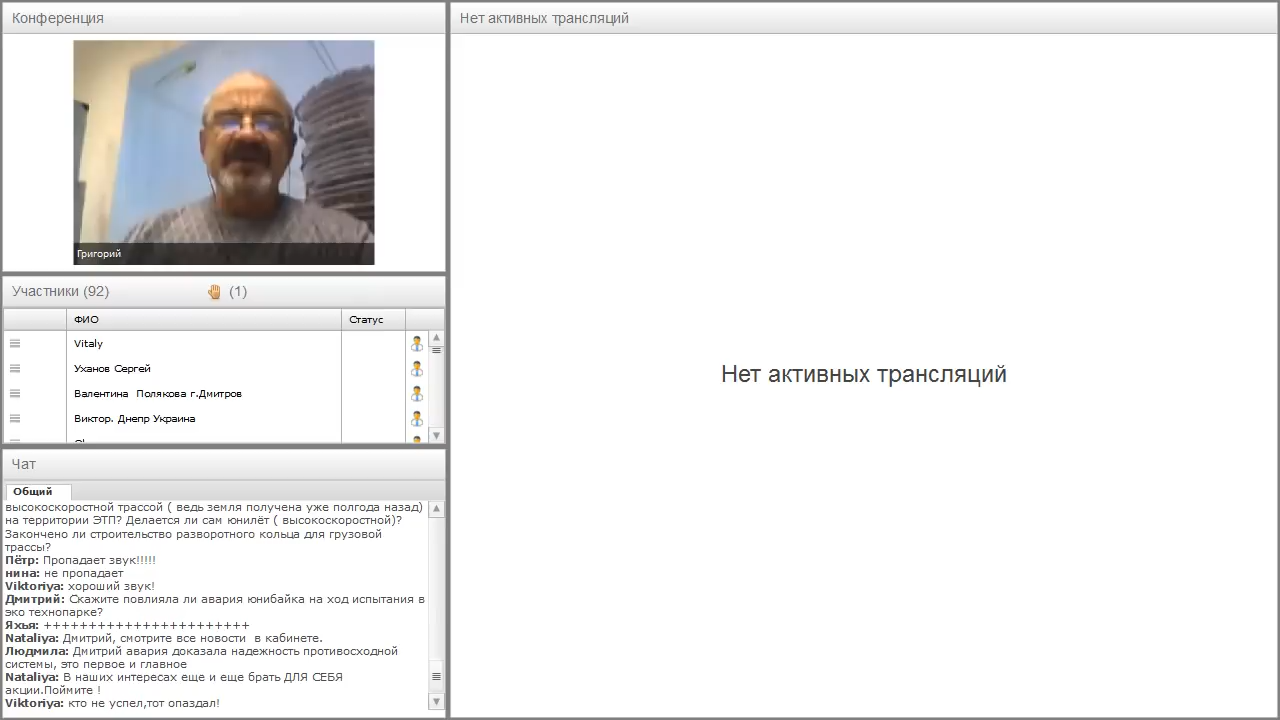 Конференция
Григорий
Участники (92)
(1)
ФИО
Статус
Vitaly
Уханов Сергей
Валентина Полякова г.Дмитров
Виктор. Днепр Украина
Чат
Общий
высокоскоростной трассой ( ведь земля получена уже полгода назад)
на территории ЭТП? Делается ли сам юнилёт ( высокоскоростной)?
Закончено ли строительство разворотного кольца для грузовой
трассы?
Пётр: Пропадает звук!!!!!
нина: не пропадает
Viktoriya: хороший звук!
Дмитрий: Скажите повлияла ли авария юнибайка на ход испытания в
эко технопарке?
Яхья: +++++++++++++++++++++++
Nataliya: Дмитрий, смотрите все новости в кабинете.
Людмила: Дмитрий авария доказала надежность противосходной
системы, это первое и главное
Nataliya: В наших интересах еще и еще брать ДЛЯ СЕБЯ
акции.Поймите !
Viktoriya: кто не успел,тот опаздал!
Нет активных трансляций
Нет активных трансляций